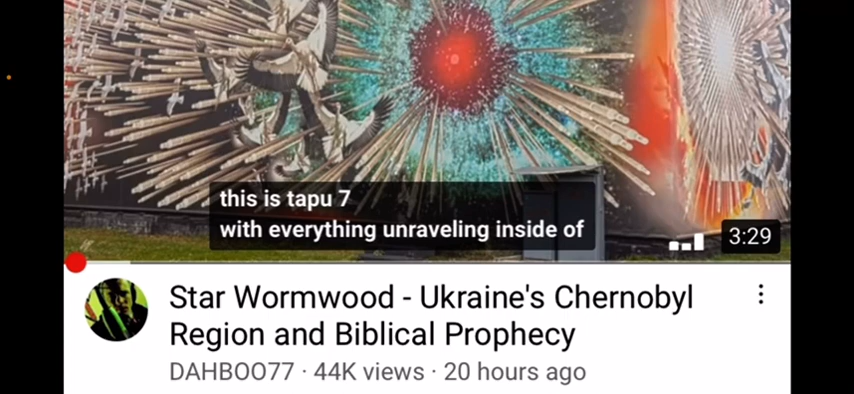 this is tapu 7
with everything unraveling inside of
3:29
Star Wormwood - Ukraine's Chernobyl
Region and Biblical Prophecy
DAHBOO77 · 44K views · 20 hours ago